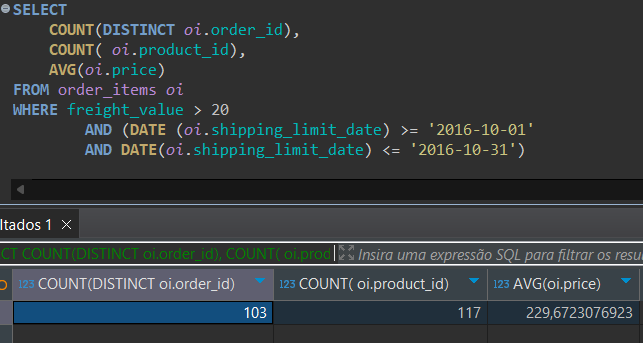 SELECT
COUNT(DISTINCT oi.order_id),
COUNT( oi.product_id),
AVG(oi.price)
FROM order_items oi
WHERE freight_value > 20
AND (DATE (oi.shipping_limit_date) >= '2016-10-01'
AND DATE(oi.shipping_limit_date) <= '2016-10-31')
ltados 1 ×
CT COUNT(DISTINCT oi.order_id), COUNT( oi.prod Insira uma expressão SQL para filtrar os resu
123 COUNT(DISTINCT oi.order_id) 123 COUNT( oi.product_id) 123 AVG(oi.price)
103 117 229,6723076923